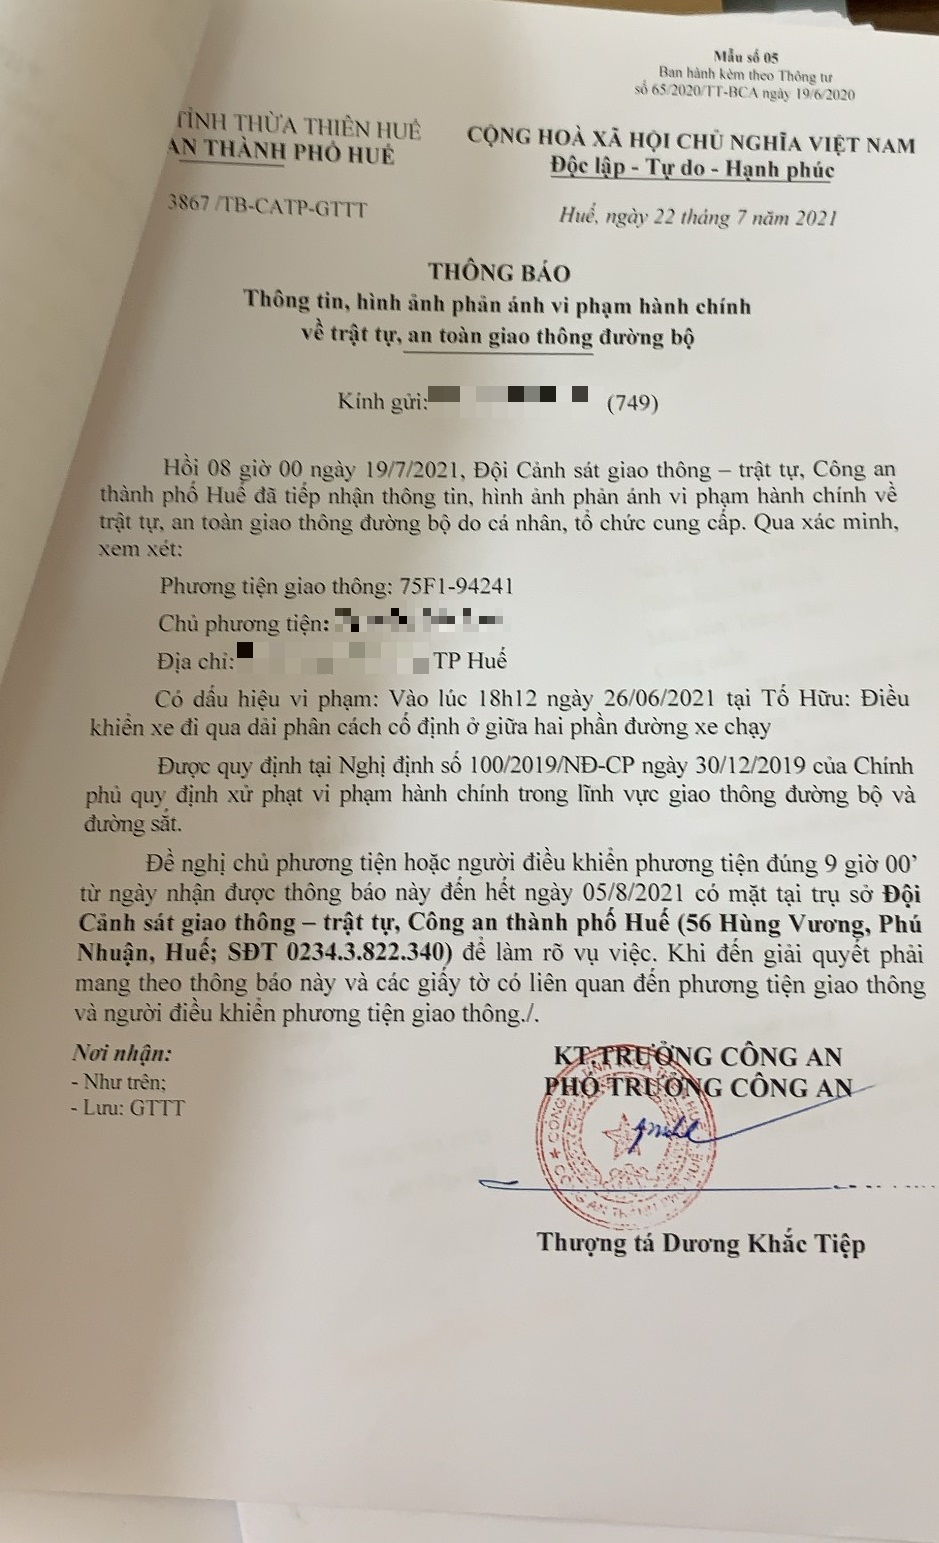 Mẫu số 05
Ban hành kèm theo Thông tư
số 65/2020/TT-BCA ngày 19/6/2020
TỈNH THỪA THIÊN HUẾ
AN THÀNH PHỐ HUẾ
CỘNG HOÀ XÃ HỘI CHỦ NGHĨA VIỆT NAM
Độc lập - Tự do - Hạnh phúc
3867 /TB-CATP-GTTT
Huế, ngày 22 tháng 7 năm 2021
THÔNG BÁO
Thông tin, hình ảnh phản ánh vi phạm hành chính
về trật tự, an toàn giao thông đường bộ
Kính gửi: (749)
Hồi 08 giờ 00 ngày 19/7/2021, Đội Cảnh sát giao thông – trật tự, Công an
thành phố Huế đã tiếp nhận thông tin, hình ảnh phản ánh vi phạm hành chính về
trật tự, an toàn giao thông đường bộ do cá nhân, tổ chức cung cấp. Qua xác minh,
xem xét:
Phương tiện giao thông: 75F1-94241
Chủ phương tiện:
Địa chỉ: TP Huế
Có dấu hiệu vi phạm: Vào lúc 18h12 ngày 26/06/2021 tại Tố Hữu: Điều
khiển xe đi qua dải phân cách cố định ở giữa hai phần đường xe chạy
Được quy định tại Nghị định số 100/2019/NĐ-CP ngày 30/12/2019 của Chính
phủ quy định xử phạt vi phạm hành chính trong lĩnh vực giao thông đường bộ và
đường sắt.
Đề nghị chủ phương tiện hoặc người điều khiển phương tiện đúng 9 giờ 00’
từ ngày nhận được thông báo này đến hết ngày 05/8/2021 có mặt tại trụ sở Đội
Cảnh sát giao thông – trật tự, Công an thành phố Huế (56 Hùng Vương, Phú
Nhuận, Huế; SĐT 0234.3.822.340) để làm rõ vụ việc. Khi đến giải quyết phải
mang theo thông báo này và các giấy tờ có liên quan đến phương tiện giao thông
và người điều khiển phương tiện giao thông./.
Nơi nhận:
- Như trên;
- Lưu: GTTT
KT.TRƯỞNG CÔNG AN
PHÓ TRƯỞNG CÔNG AN
Thượng tá Dương Khắc Tiệp